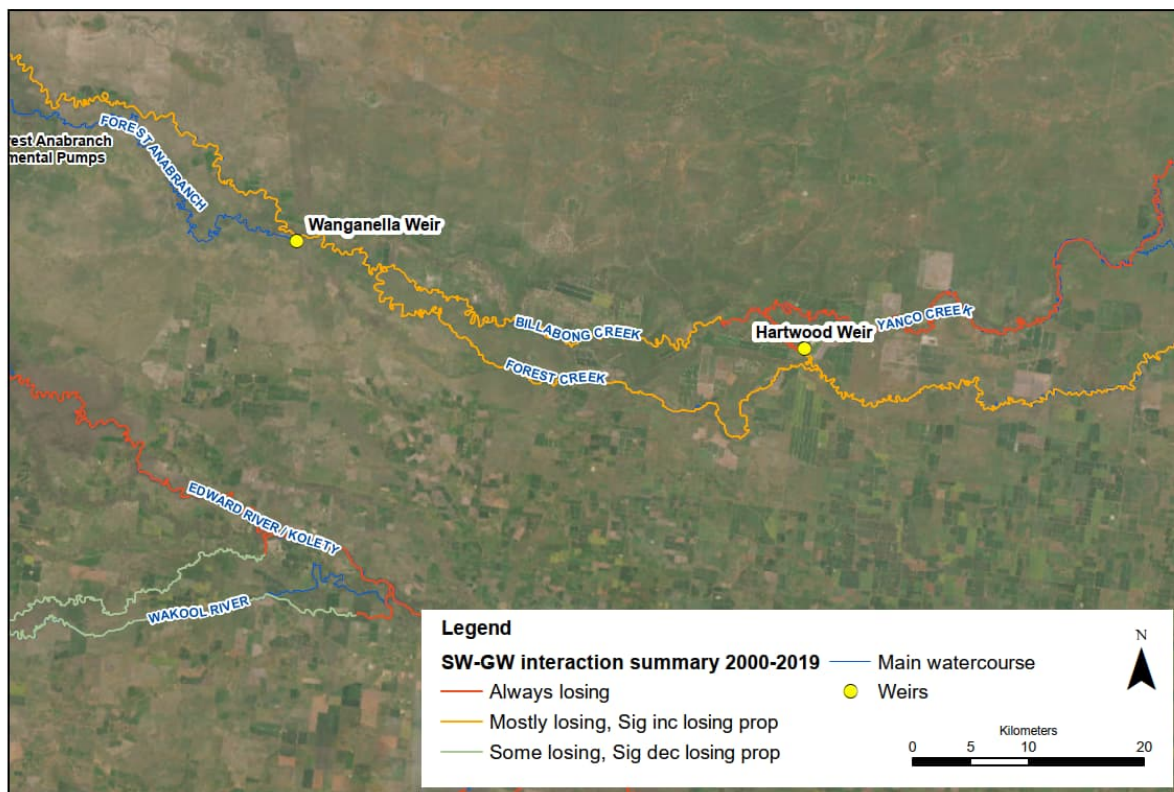 FOREST ANABRANCH
rest Anabranch
mental Pumps
Wanganella Weir
BILLABONG CREEK
YANCO CREEK
Hartwood Weir
FOREST CREEK
EDWARD RIVER / KOLETY
WAKOOL RIVER
Legend
SW-GW interaction summary 2000-2019
Always losing
Mostly losing, Sig inc losing prop
Some losing, Sig dec losing prop
Main watercourse
Weirs
N
Kilometers
0 5 10 20